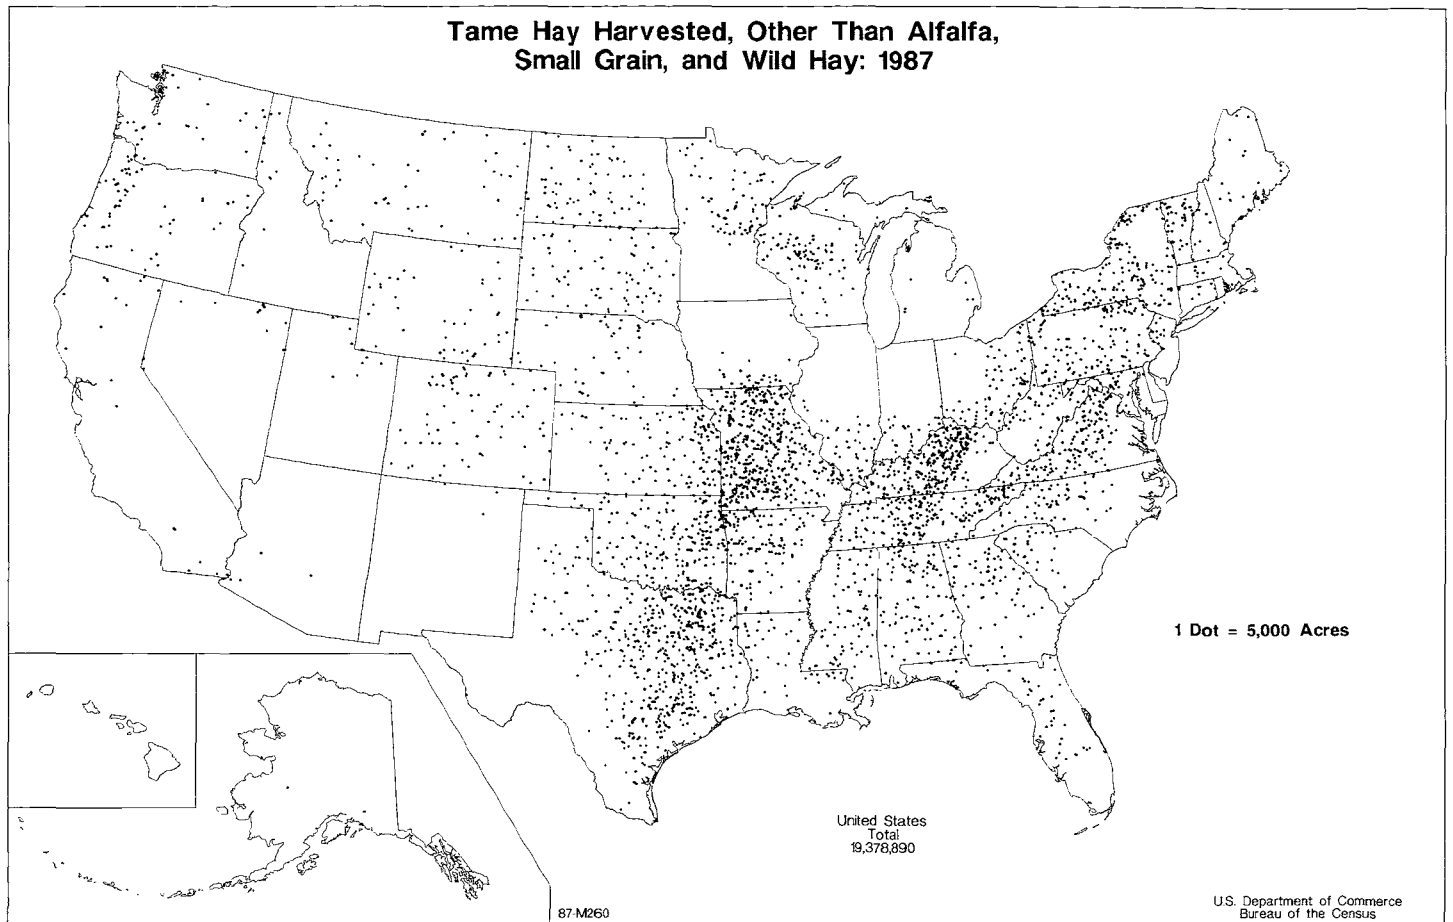 Tame Hay Harvested, Other Than Alfalfa,
Small Grain, and Wild Hay: 1987
1 Dot = 5,000 Acres
United States
Total
19,378,890
87-M260
U.S. Department of Commerce
Bureau of the Census